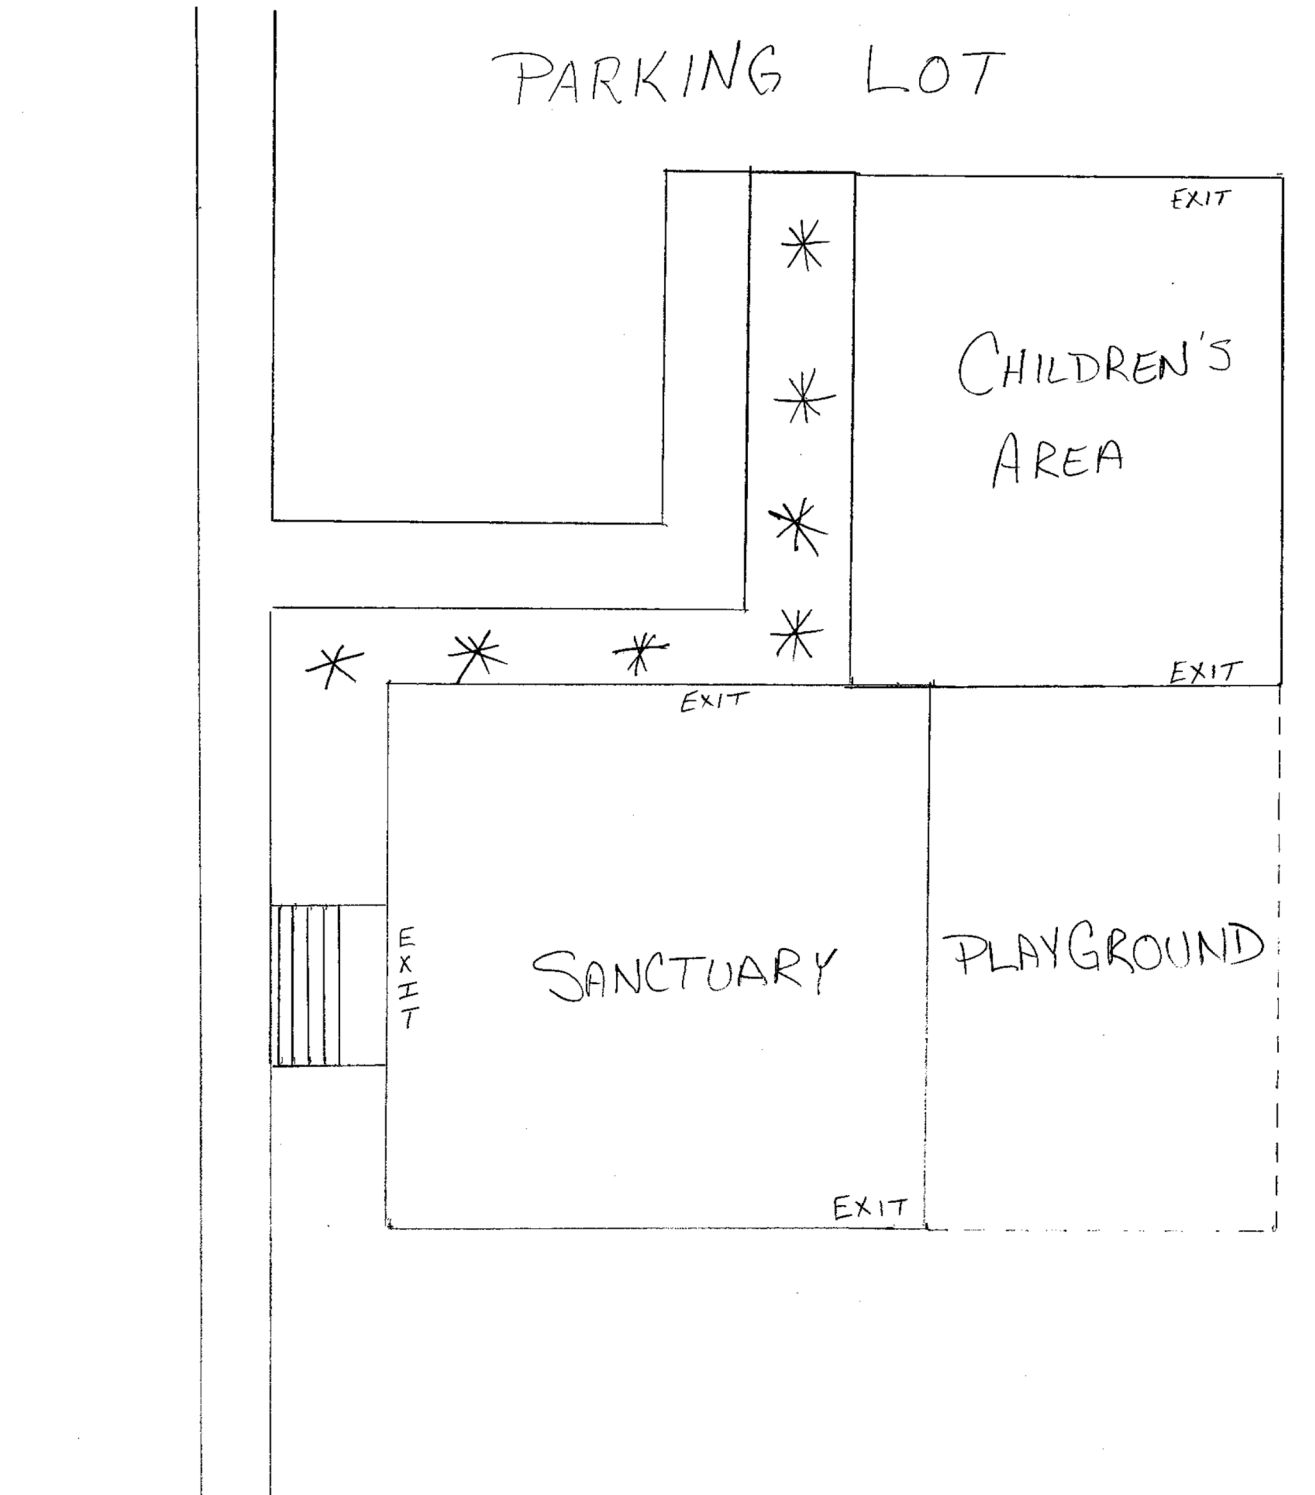 PARKING LOT
EXIT
CHILDREN'S
AREA
EXIT
EXIT
EXIT
SANCTUARY
PLAYGROUND
EXIT